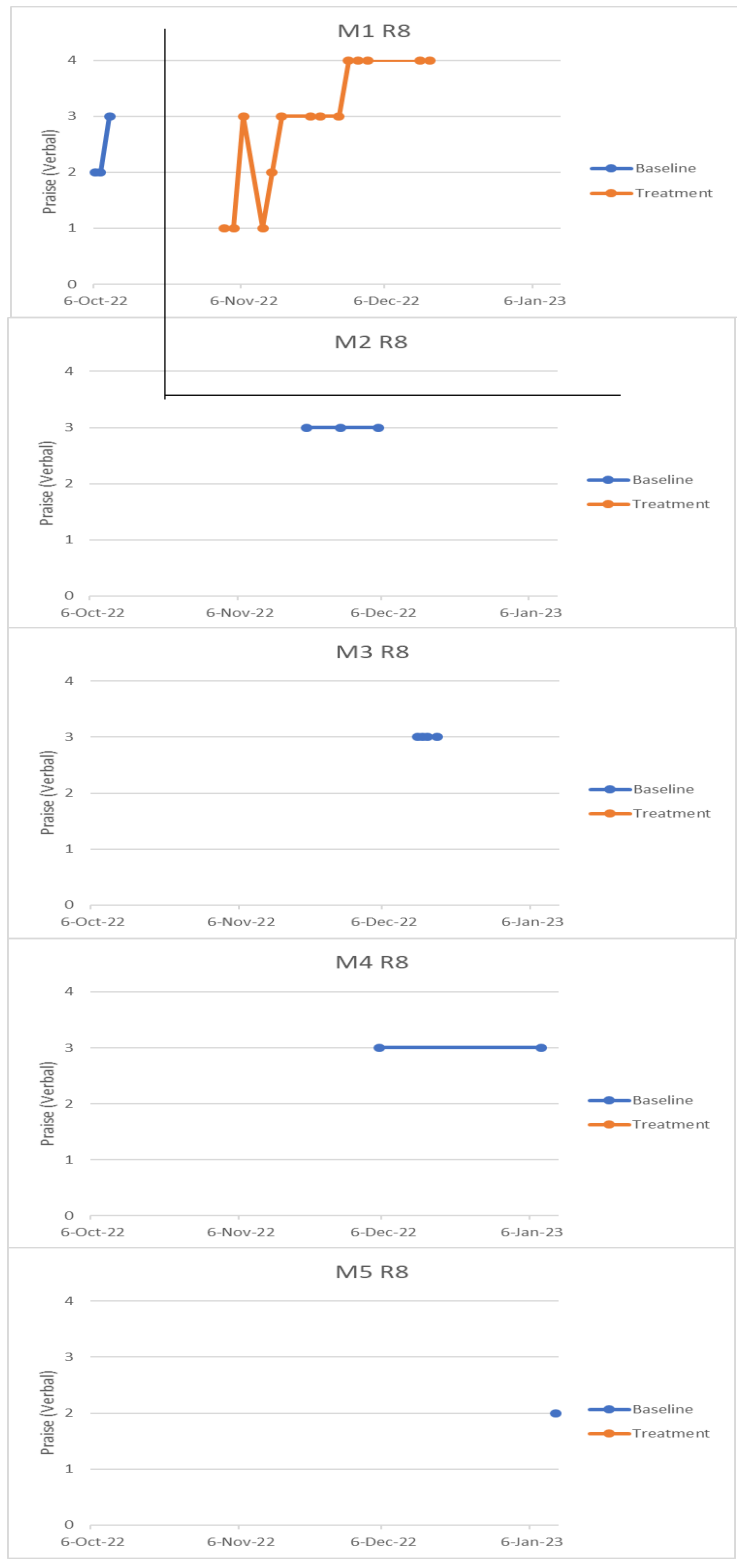 M1 R8
4
3
2
1
0
Praise (Verbal)
6-Oct-22 6-Nov-22 6-Dec-22 6-Jan-23
Baseline
Treatment
M2 R8
4
3
2
1
0
Praise (Verbal)
6-Oct-22 6-Nov-22 6-Dec-22 6-Jan-23
Baseline
Treatment
M3 R8
4
3
2
1
0
Praise (Verbal)
6-Oct-22 6-Nov-22 6-Dec-22 6-Jan-23
Baseline
Treatment
M4 R8
4
3
2
1
0
Praise (Verbal)
6-Oct-22 6-Nov-22 6-Dec-22 6-Jan-23
Baseline
Treatment
M5 R8
4
3
2
1
0
Praise (Verbal)
6-Oct-22 6-Nov-22 6-Dec-22 6-Jan-23
Baseline
Treatment